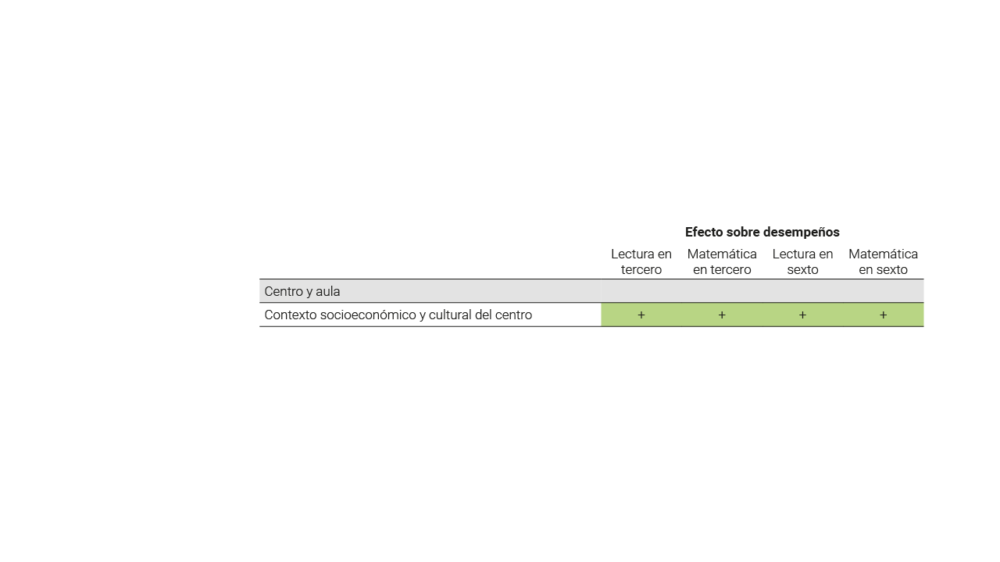 Efecto sobre desempeños
Lectura en tercero
Matemática en tercero
Lectura en sexto
Matemática en sexto
Centro y aula
Contexto socioeconómico y cultural del centro + + + +